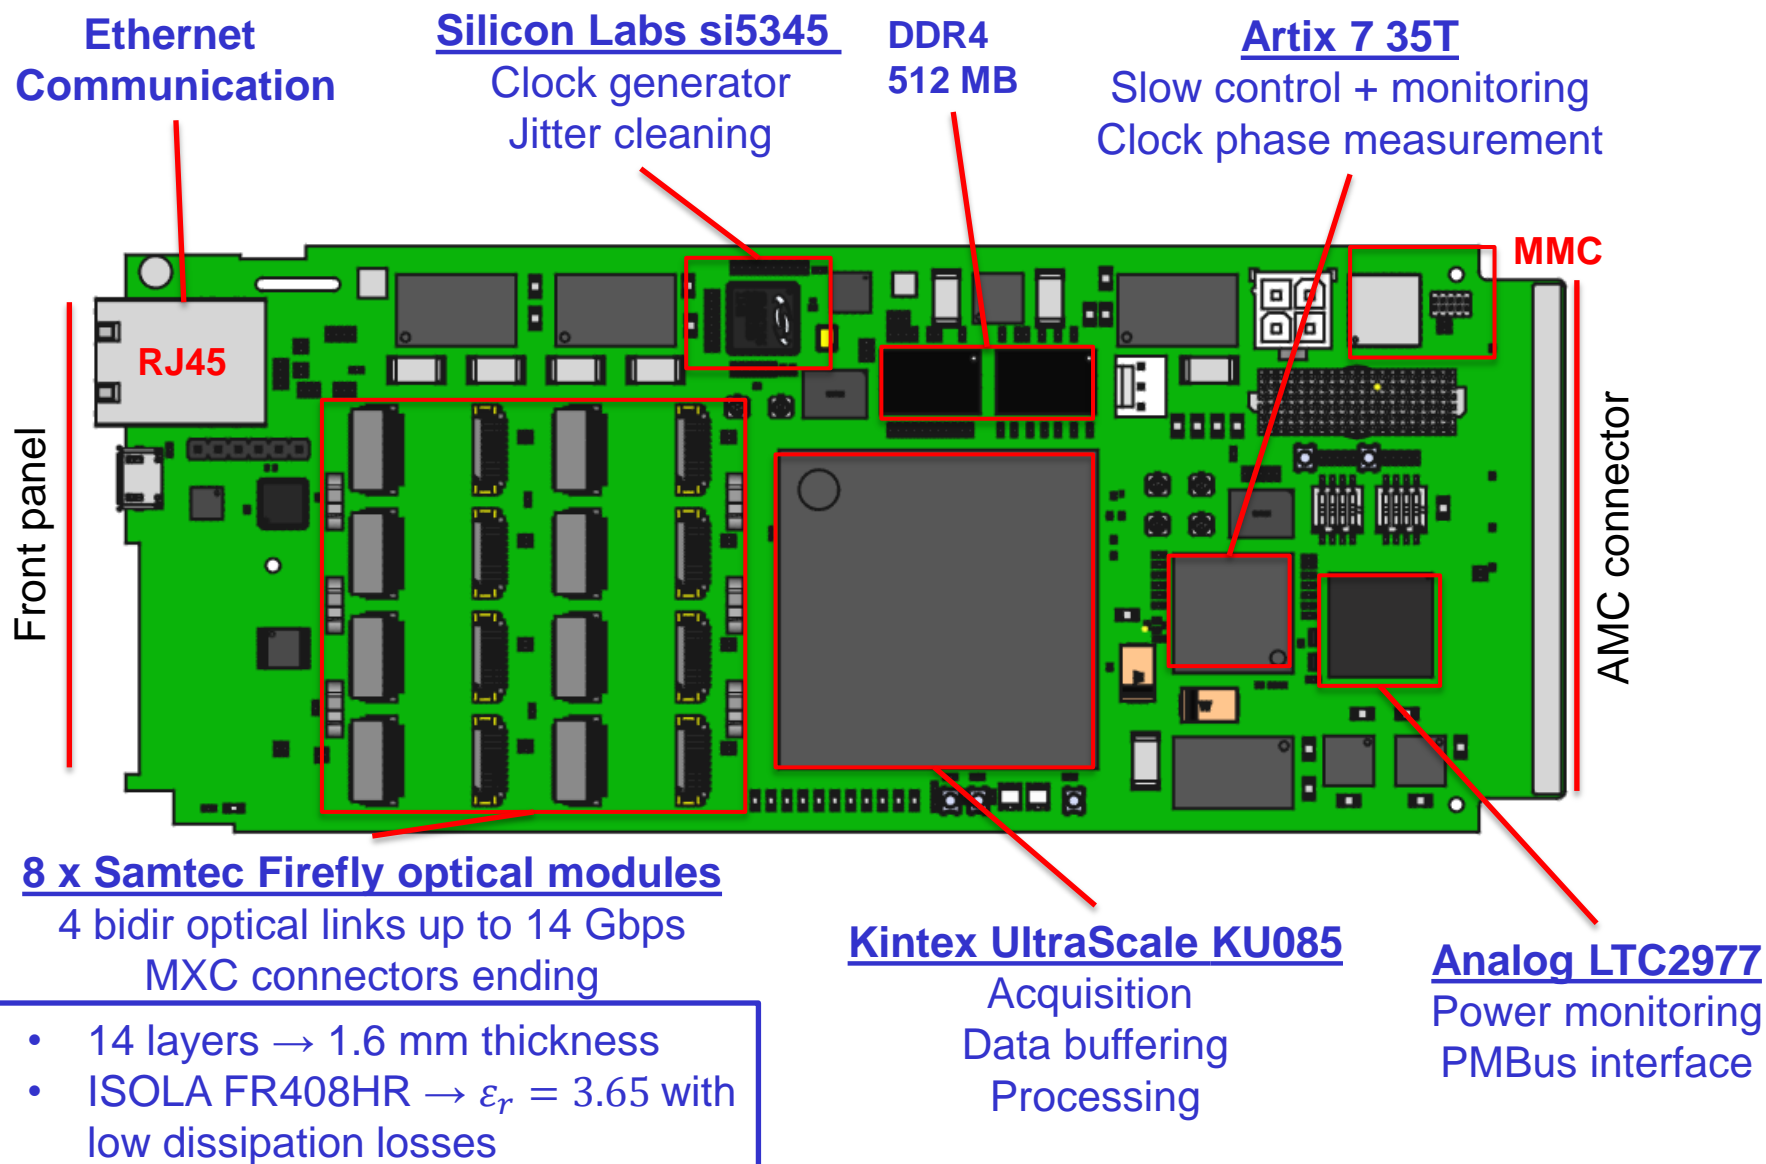 Ethernet
Communication
Silicon Labs si5345
Clock generator
Jitter cleaning
DDR4
512 MB
Artix 7 35T
Slow control + monitoring
Clock phase measurement
MMC
RJ45
Front panel
AMC connector
8 x Samtec Firefly optical modules
4 bidir optical links up to 14 Gbps
MXC connectors ending
Kintex UltraScale KU085
Acquisition
Data buffering
Processing
Analog LTC2977
Power monitoring
PMBus interface
• 14 layers → 1.6 mm thickness
• ISOLA FR408HR → εᵣ = 3.65 with
low dissipation losses